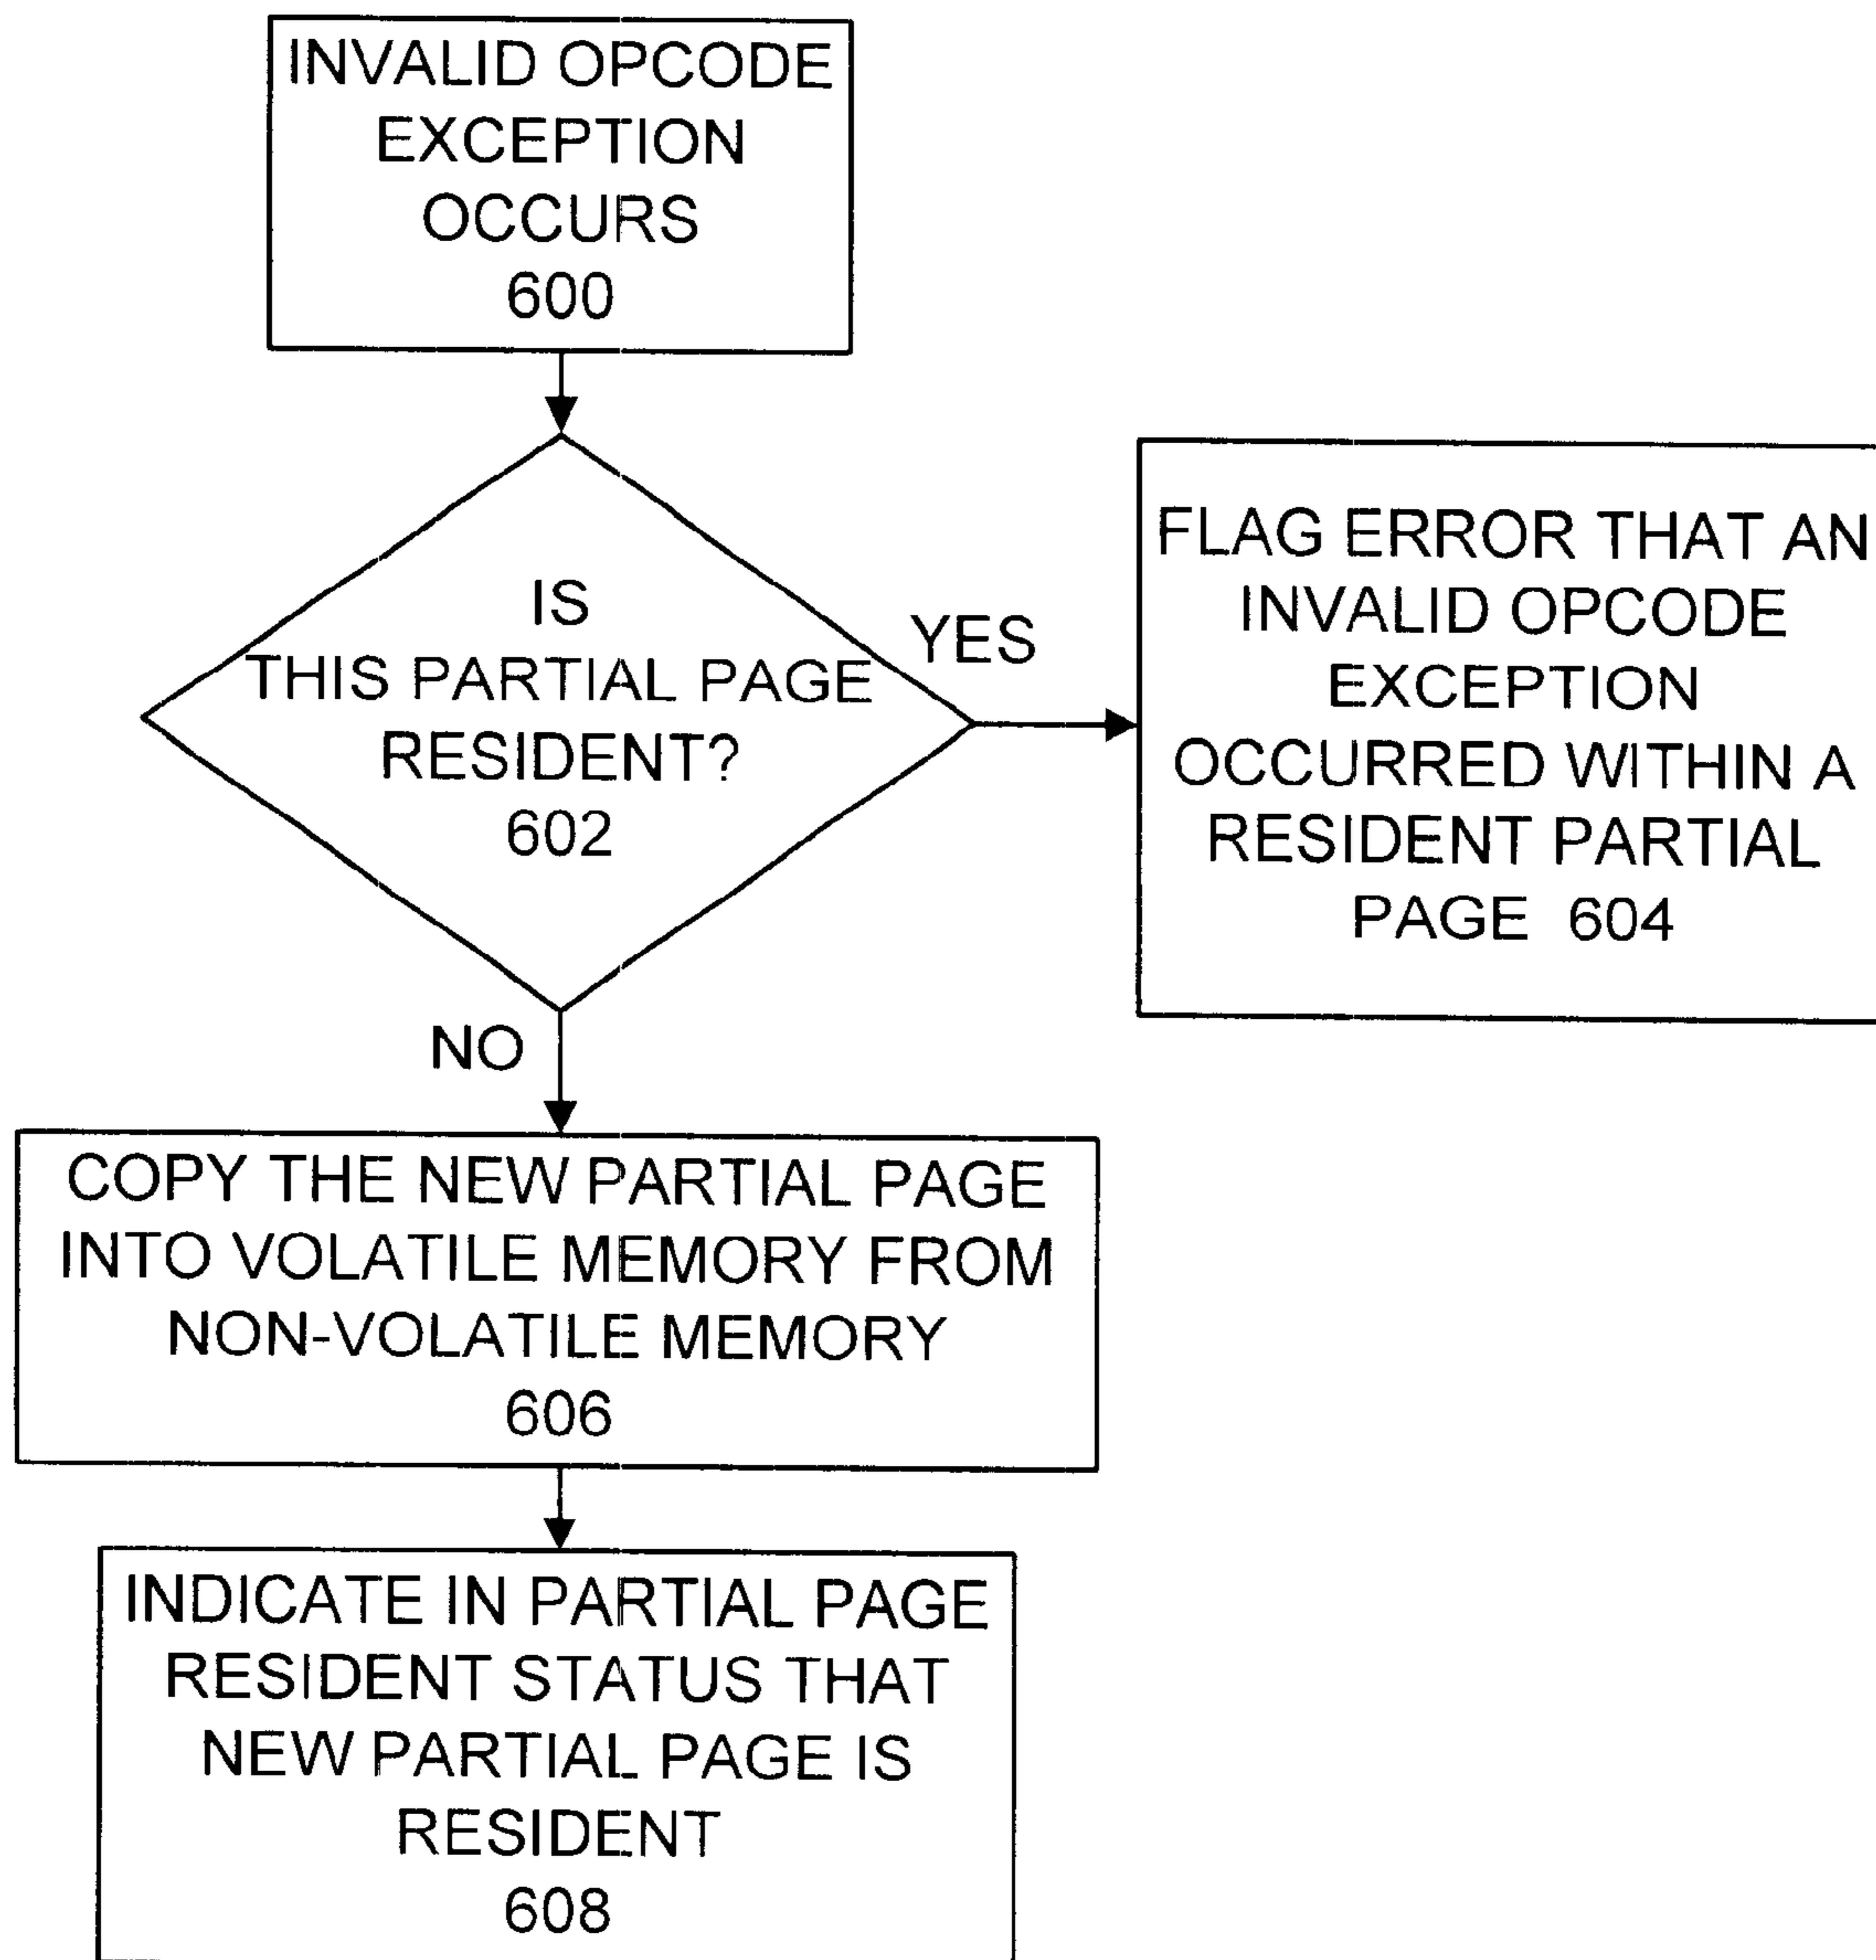 INVALID OPCODE
EXCEPTION
OCCURS
600
IS
THIS PARTIAL PAGE
RESIDENT?
602
YES
FLAG ERROR THAT AN
INVALID OPCODE
EXCEPTION
OCCURRED WITHIN A
RESIDENT PARTIAL
PAGE 604
NO
COPY THE NEW PARTIAL PAGE
INTO VOLATILE MEMORY FROM
NON-VOLATILE MEMORY
606
INDICATE IN PARTIAL PAGE
RESIDENT STATUS THAT
NEW PARTIAL PAGE IS
RESIDENT
608